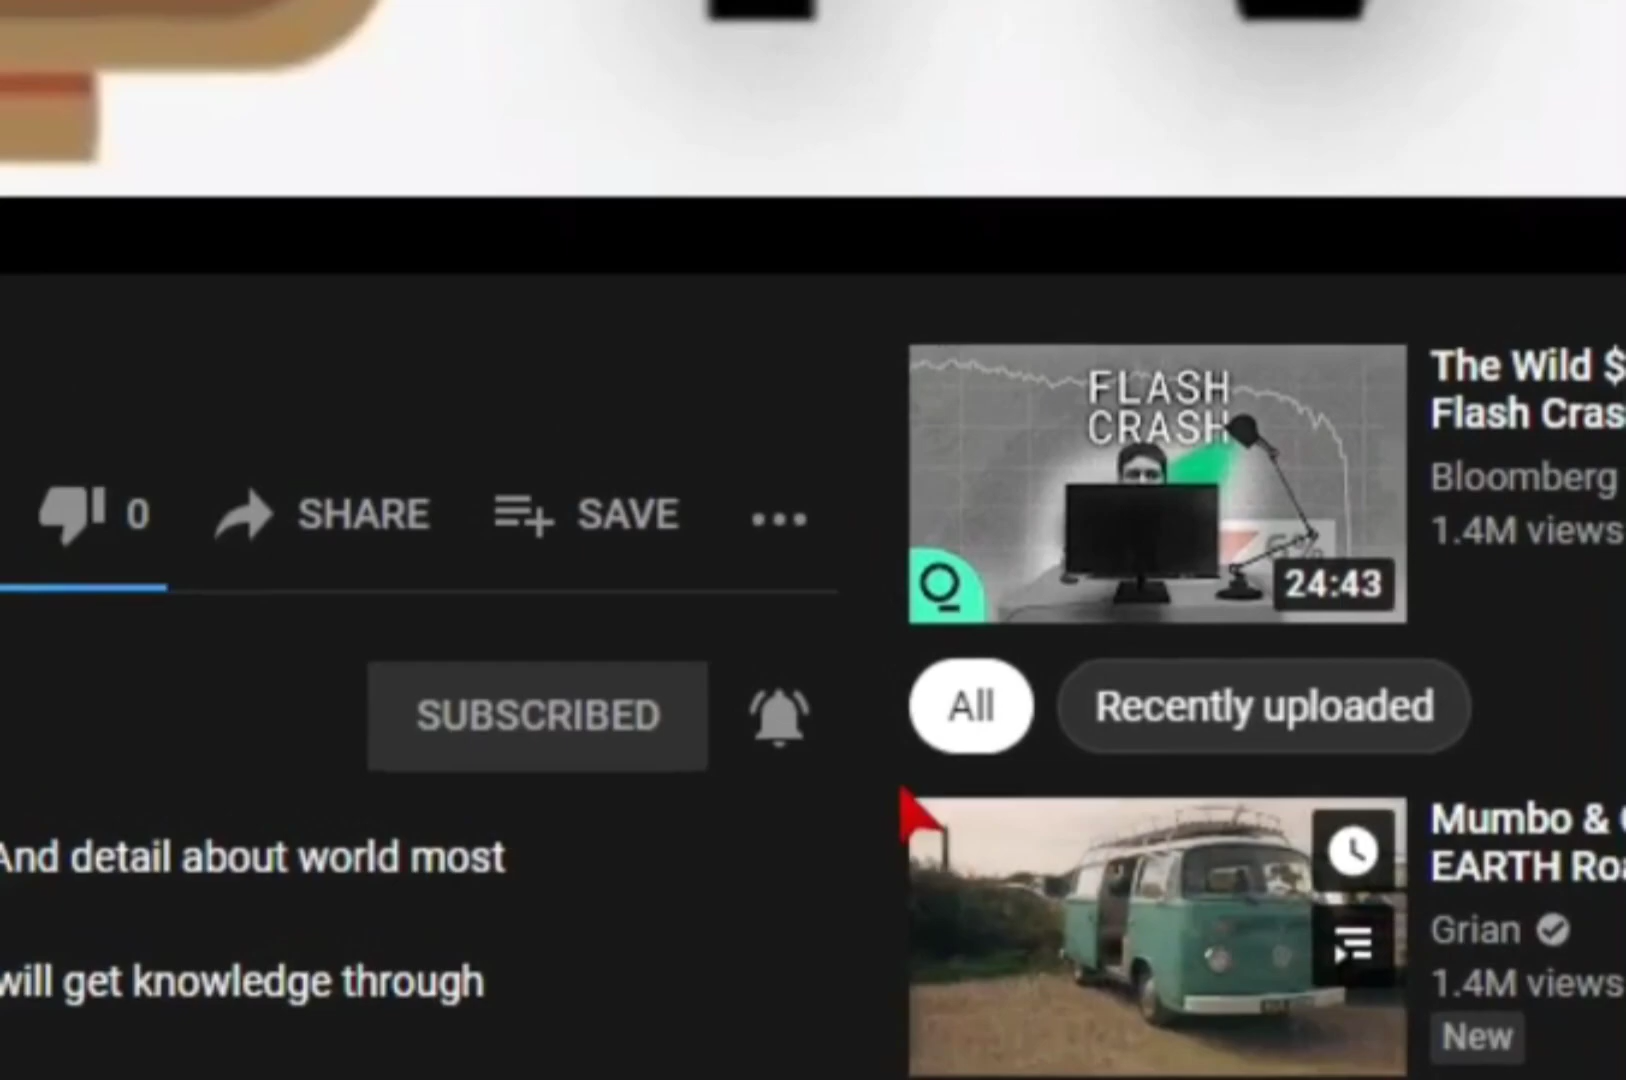 0 SHARE SAVE
SUBSCRIBED
And detail about world most
will get knowledge through
FLASH
CRASH
24:43
The Wild $
Flash Cras
Bloomberg
1.4M views
All Recently uploaded
Mumbo &
EARTH Roa
Grian
1.4M views
New